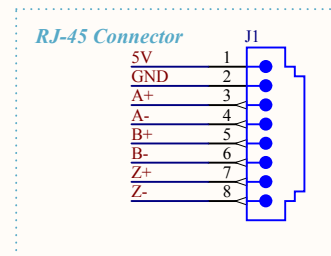 RJ-45 Connector
J1
5V 1
GND 2
A+ 3
A- 4
B+ 5
B- 6
Z+ 7
Z- 8